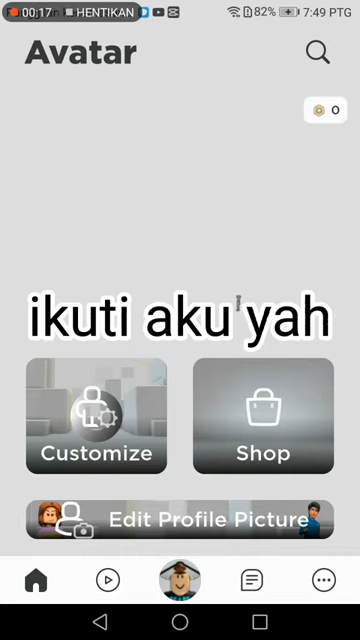 00:17 HENTIKAN 82% 7:49 PTG
Avatar
0
ikuti aku yah
Customize
Shop
Edit Profile Picture